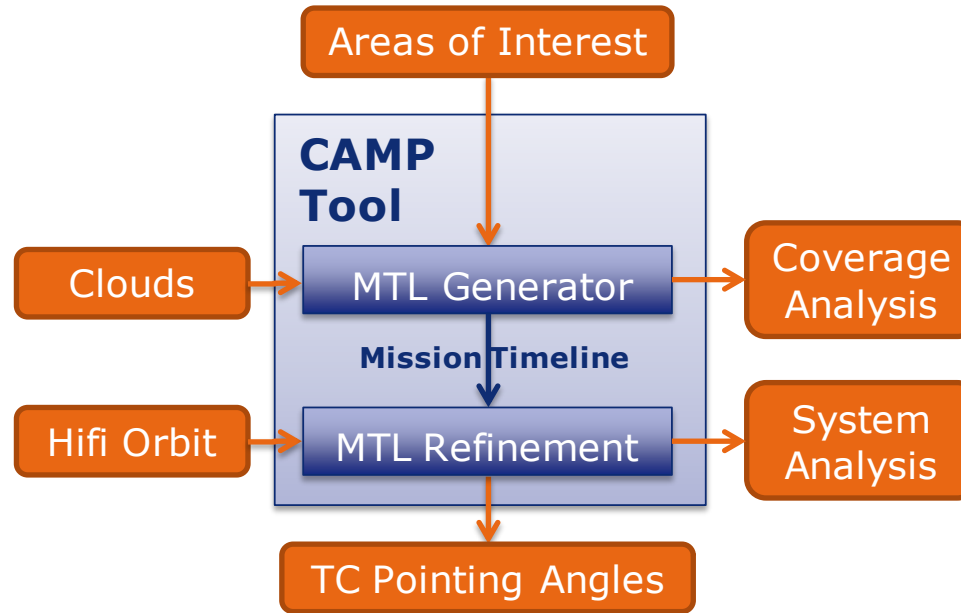 Areas of Interest
CAMP
Tool
Clouds
MTL Generator
Coverage
Analysis
Mission Timeline
Hifi Orbit
MTL Refinement
System
Analysis
TC Pointing Angles